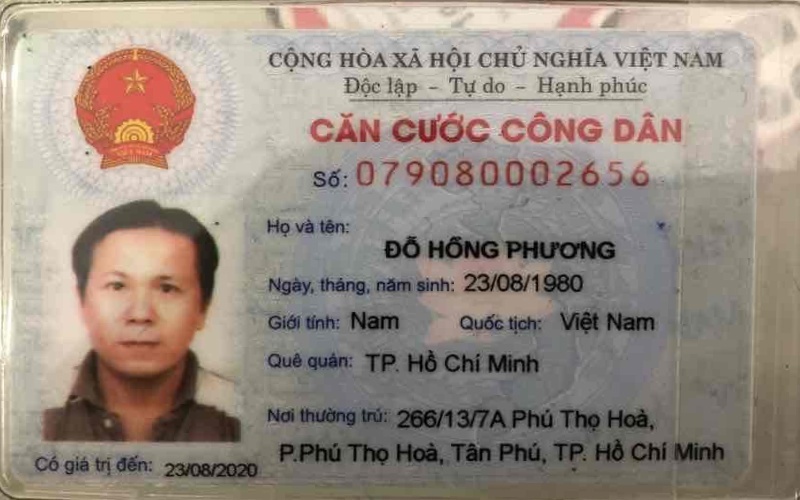 CỘNG HÒA XÃ HỘI CHỦ NGHĨA VIỆT NAM
Độc lập - Tự do - Hạnh phúc
CĂN CƯỚC CÔNG DÂN
Số: 079080002656
Họ và tên:
ĐỖ HỒNG PHƯƠNG
Ngày, tháng, năm sinh: 23/08/1980
Giới tính: Nam Quốc tịch: Việt Nam
Quê quán: TP. Hồ Chí Minh
Nơi thường trú: 266/13/7A Phú Thọ Hoà,
P.Phú Thọ Hoà, Tân Phú, TP. Hồ Chí Minh
Có giá trị đến: 23/08/2020
VIỆT NAM